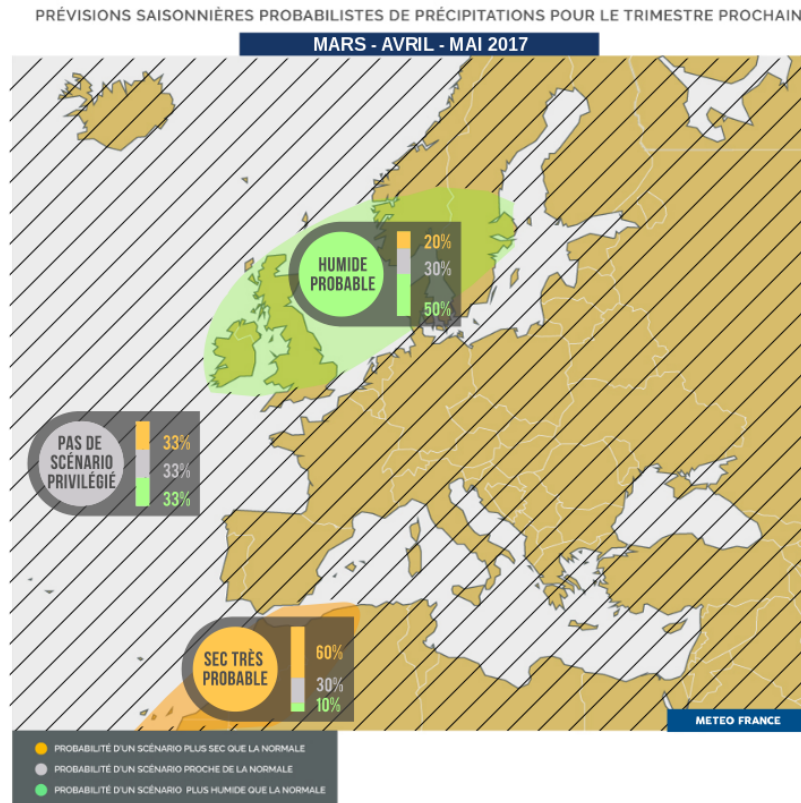 PRÉVISIONS SAISONNIÈRES PROBABILISTES DE PRÉCIPITATIONS POUR LE TRIMESTRE PROCHAIN
MARS - AVRIL - MAI 2017
HUMIDE
PROBABLE
20%
30%
50%
PAS DE
SCÉNARIO
PRIVILÉGIÉ
33%
33%
33%
SEC TRÈS
PROBABLE
60%
30%
10%
METEO FRANCE
PROBABILITÉ D'UN SCÉNARIO PLUS SEC QUE LA NORMALE
PROBABILITÉ D'UN SCÉNARIO PROCHE DE LA NORMALE
PROBABILITÉ D'UN SCÉNARIO PLUS HUMIDE QUE LA NORMALE